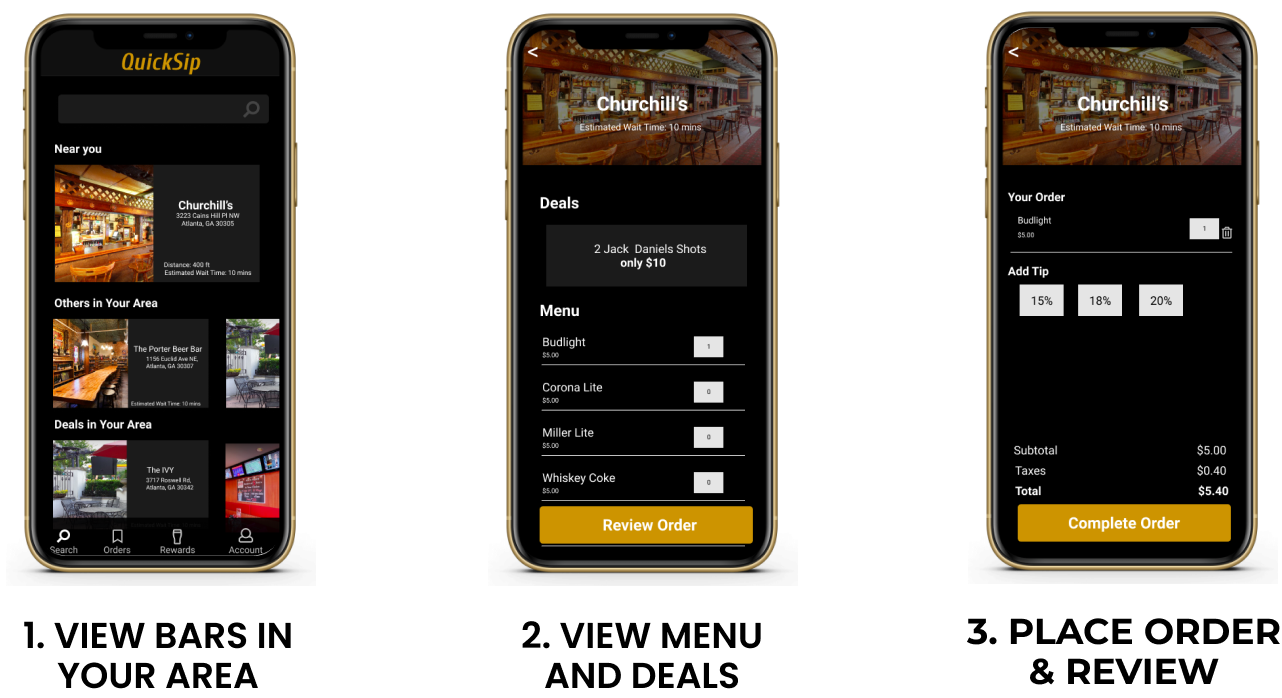 QuickSip
Near you
Churchill's
3223 Cains Hill Pl NW
Atlanta, GA 30305
Distance: 400 ft
Estimated Wait Time: 10 mins
Others in Your Area
The Porter Beer Bar
1156 Euclid Ave NE,
Atlanta, GA 30307
Estimated Wait Time: 10 mins
Deals in Your Area
The IVY
3717 Roswell Rd,
Atlanta, GA 30342
Search Orders Rewards Account
1. VIEW BARS IN
YOUR AREA
<
Churchill's
Estimated Wait Time: 10 mins
Deals
2 Jack Daniels Shots
only $10
Menu
Budlight
$5.00
1
Corona Lite
$5.00
0
Miller Lite
$5.00
0
Whiskey Coke
$5.00
0
Review Order
2. VIEW MENU
AND DEALS
<
Churchill's
Estimated Wait Time: 10 mins
Your Order
Budlight
$5.00
1
Add Tip
15% 18% 20%
Subtotal $5.00
Taxes $0.40
Total $5.40
Complete Order
3. PLACE ORDER
& REVIEW